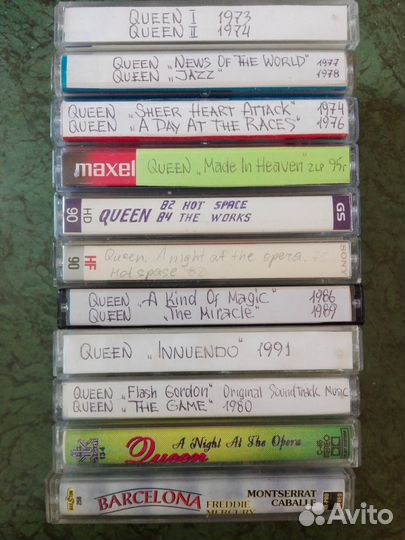 QUEEN I 1973
QUEEN II 1974
QUEEN „NEWS OF THE WORLD" 1977
QUEEN „JAZZ" 1978
QUEEN „SHEER HEART ATTACK" 1974
QUEEN „A DAY AT THE RACES" 1976
maxell QUEEN „Made In Heaven" 2LP 95г
90 HD QUEEN 82 HOT SPACE GS
84 THE WORKS
HF 90 Queen. A night at the opera. SONY
Hot spase 82
QUEEN „A Kind Of Magic" 1986
QUEEN „The Miracle" 1989
QUEEN „INNUENDO" 1991
QUEEN „Flash Gordon" Original Soundtrack Music
QUEEN „THE GAME" 1980
134 Queen A Night At The Opera
BARCELONA FREDDIE MERCURY MONTSERRAT CABALLE
Avito